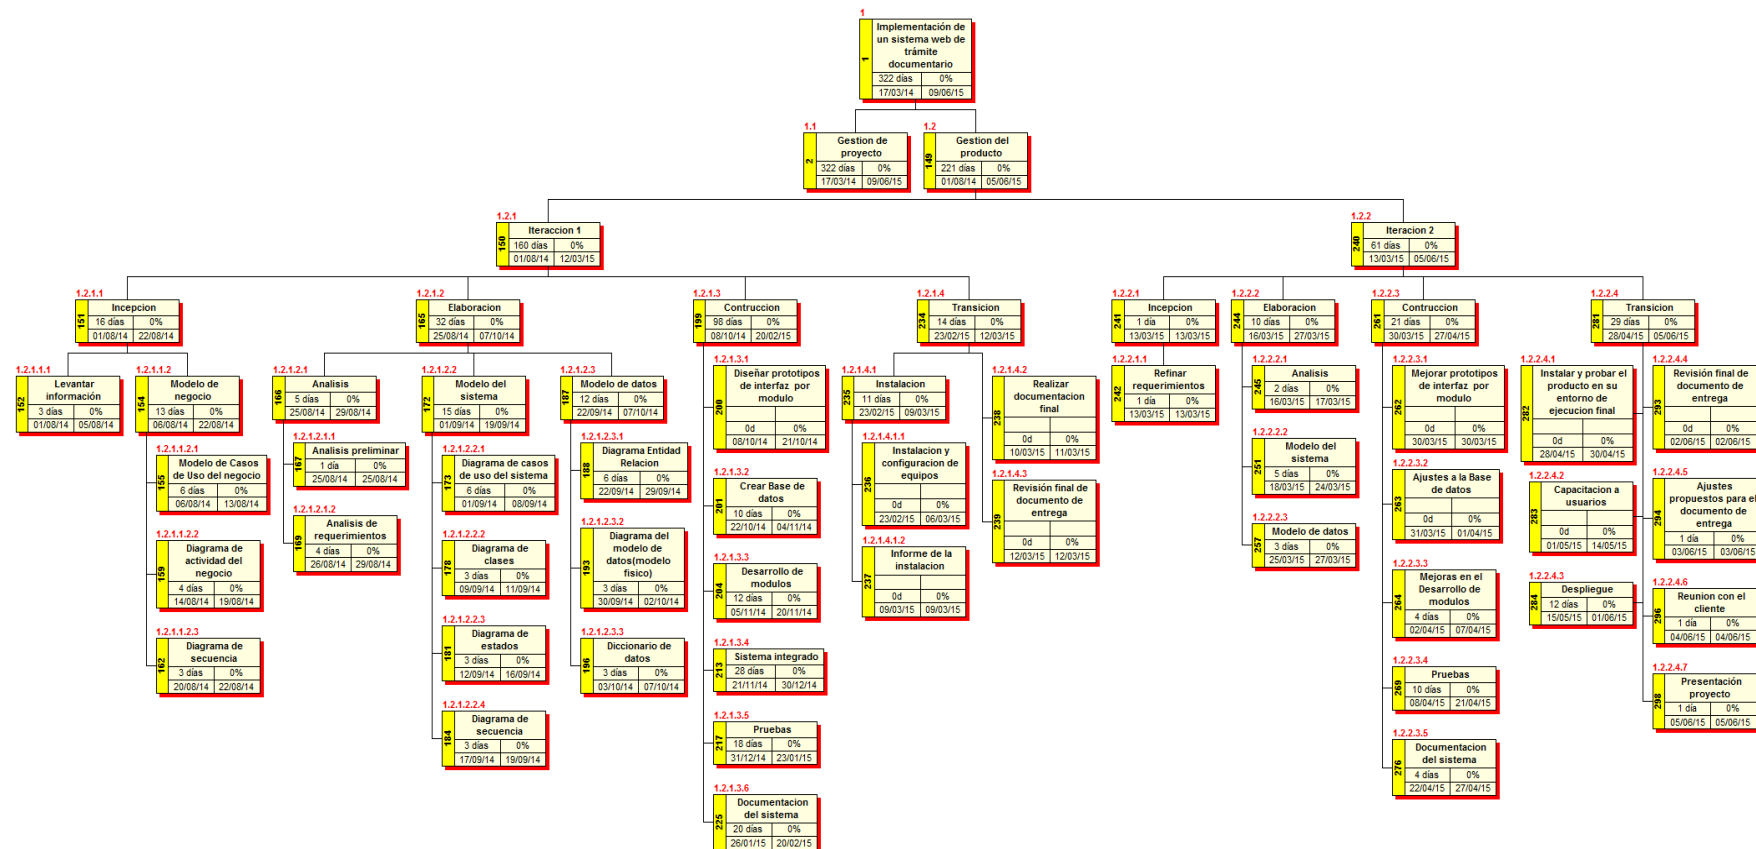 1
Implementación de
un sistema web de
trámite
documentario
1
322 días 0%
17/03/14 09/06/15
1.1
Gestion de
proyecto
2
322 días 0%
17/03/14 09/06/15
1.2
Gestion del
producto
149
221 días 0%
01/08/14 05/06/15
1.2.1
Iteraccion 1
150
160 días 0%
01/08/14 12/03/15
1.2.2
Iteracion 2
240
61 días 0%
13/03/15 05/06/15
1.2.1.1
Incepcion
151
16 días 0%
01/08/14 22/08/14
1.2.1.1.1
Levantar
información
152
3 días 0%
01/08/14 05/08/14
1.2.1.1.2
Modelo de
negocio
154
13 días 0%
06/08/14 22/08/14
1.2.1.1.2.1
Modelo de Casos
de Uso del negocio
155
6 días 0%
06/08/14 13/08/14
1.2.1.1.2.2
Diagrama de
actividad del
negocio
159
4 días 0%
14/08/14 19/08/14
1.2.1.1.2.3
Diagrama de
secuencia
162
3 días 0%
20/08/14 22/08/14
1.2.1.2
Elaboracion
165
32 días 0%
25/08/14 07/10/14
1.2.1.2.1
Analisis
166
5 días 0%
25/08/14 29/08/14
1.2.1.2.1.1
Analisis preliminar
167
1 día 0%
25/08/14 25/08/14
1.2.1.2.1.2
Analisis de
requerimientos
169
4 días 0%
26/08/14 29/08/14
1.2.1.2.2
Modelo del
sistema
172
15 días 0%
01/09/14 19/09/14
1.2.1.2.2.1
Diagrama de casos
de uso del sistema
173
6 días 0%
01/09/14 08/09/14
1.2.1.2.2.2
Diagrama de
clases
178
3 días 0%
09/09/14 11/09/14
1.2.1.2.2.3
Diagrama de
estados
181
3 días 0%
12/09/14 16/09/14
1.2.1.2.2.4
Diagrama de
secuencia
184
3 días 0%
17/09/14 19/09/14
1.2.1.2.3
Modelo de datos
187
12 días 0%
22/09/14 07/10/14
1.2.1.2.3.1
Diagrama Entidad
Relacion
188
6 días 0%
22/09/14 29/09/14
1.2.1.2.3.2
Diagrama del
modelo de
datos(modelo
fisico)
193
3 días 0%
30/09/14 02/10/14
1.2.1.2.3.3
Diccionario de
datos
196
3 días 0%
03/10/14 07/10/14
1.2.1.3
Contruccion
199
98 días 0%
08/10/14 20/02/15
1.2.1.3.1
Diseñar prototipos
de interfaz por
modulo
200
0d 0%
08/10/14 21/10/14
1.2.1.3.2
Crear Base de
datos
201
10 días 0%
22/10/14 04/11/14
1.2.1.3.3
Desarrollo de
modulos
204
12 días 0%
05/11/14 20/11/14
1.2.1.3.4
Sistema integrado
213
28 días 0%
21/11/14 30/12/14
1.2.1.3.5
Pruebas
217
18 días 0%
31/12/14 23/01/15
1.2.1.3.6
Documentacion
del sistema
225
20 días 0%
26/01/15 20/02/15
1.2.1.4
Transicion
234
14 días 0%
23/02/15 12/03/15
1.2.1.4.1
Instalacion
235
11 días 0%
23/02/15 09/03/15
1.2.1.4.1.1
Instalacion y
configuracion de
equipos
236
0d 0%
23/02/15 06/03/15
1.2.1.4.1.2
Informe de la
instalacion
237
0d 0%
09/03/15 09/03/15
1.2.1.4.2
Realizar
documentacion
final
238
0d 0%
10/03/15 11/03/15
1.2.1.4.3
Revisión final de
documento de
entrega
239
0d 0%
12/03/15 12/03/15
1.2.2.1
Incepcion
241
1 día 0%
13/03/15 13/03/15
1.2.2.1.1
Refinar
requerimientos
242
1 día 0%
13/03/15 13/03/15
1.2.2.2
Elaboracion
244
10 días 0%
16/03/15 27/03/15
1.2.2.2.1
Analisis
245
2 días 0%
16/03/15 17/03/15
1.2.2.2.2
Modelo del
sistema
251
5 días 0%
18/03/15 24/03/15
1.2.2.2.3
Modelo de datos
257
3 días 0%
25/03/15 27/03/15
1.2.2.3
Contruccion
261
21 días 0%
30/03/15 27/04/15
1.2.2.3.1
Mejorar prototipos
de interfaz por
modulo
262
0d 0%
30/03/15 30/03/15
1.2.2.3.2
Ajustes a la Base
de datos
263
0d 0%
31/03/15 01/04/15
1.2.2.3.3
Mejoras en el
Desarrollo de
modulos
264
4 días 0%
02/04/15 07/04/15
1.2.2.3.4
Pruebas
269
10 días 0%
08/04/15 21/04/15
1.2.2.3.5
Documentacion
del sistema
276
4 días 0%
22/04/15 27/04/15
1.2.2.4
Transicion
281
29 días 0%
28/04/15 05/06/15
1.2.2.4.1
Instalar y probar el
producto en su
entorno de
ejecucion final
282
0d 0%
28/04/15 30/04/15
1.2.2.4.2
Capacitacion a
usuarios
283
0d 0%
01/05/15 14/05/15
1.2.2.4.3
Despliegue
284
12 días 0%
15/05/15 01/06/15
1.2.2.4.4
Revisión final de
documento de
entrega
293
0d 0%
02/06/15 02/06/15
1.2.2.4.5
Ajustes
propuestos para el
documento de
entrega
294
1 día 0%
03/06/15 03/06/15
1.2.2.4.6
Reunion con el
cliente
296
1 día 0%
04/06/15 04/06/15
1.2.2.4.7
Presentación
proyecto
298
1 día 0%
05/06/15 05/06/15